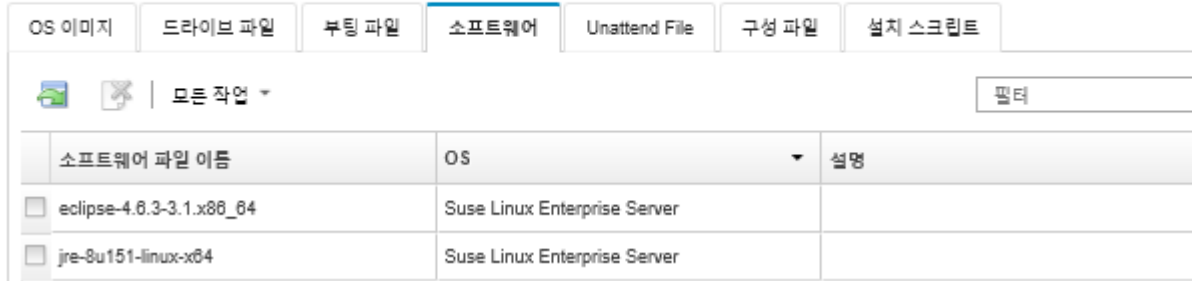 OS 이미지 드라이브 파일 부팅 파일 소프트웨어 Unattend File 구성 파일 설치 스크립트
모든 작업 필터
소프트웨어 파일 이름 OS 설명
eclipse-4.6.3-3.1.x86_64 Suse Linux Enterprise Server
jre-8u151-linux-x64 Suse Linux Enterprise Server